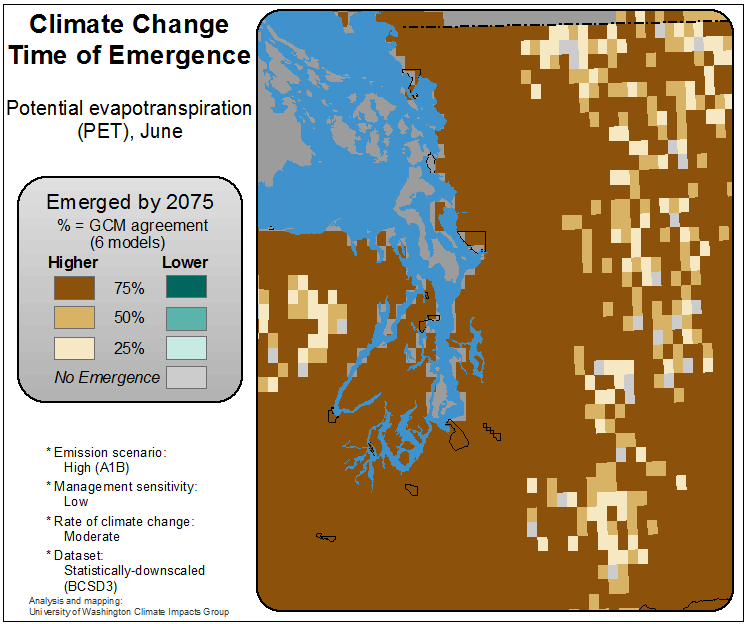 Climate Change
Time of Emergence
Potential evapotranspiration
(PET), June
Emerged by 2075
% = GCM agreement
(6 models)
Higher Lower
75%
50%
25%
No Emergence
* Emission scenario:
High (A1B)
* Management sensitivity:
Low
* Rate of climate change:
Moderate
* Dataset:
Statistically-downscaled
(BCSD3)
Analysis and mapping:
University of Washington Climate Impacts Group